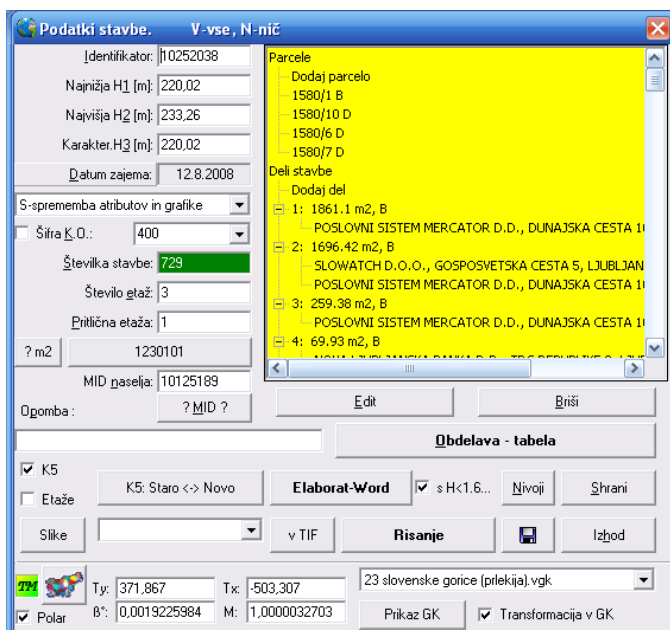 Podatki stavbe. V-vse, N-nič
Identifikator: 10252038
Najnižja H1 [m]: 220,02
Najvišja H2 [m]: 233,26
Karakter.H3 [m]: 220,02
Datum zajema: 12.8.2008
S-sprememba atributov in grafike
Šifra K.O.: 400
Številka stavbe: 729
Število etaž: 3
Pritlična etaža: 1
? m2 1230101
MID naselja: 10125189
Opomba : ? MID ?
Parcele
Dodaj parcelo
1580/1 B
1580/10 D
1580/6 D
1580/7 D
Deli stavbe
Dodaj del
1: 1861.1 m2, B
POSLOVNI SISTEM MERCATOR D.D., DUNAJSKA CESTA 1
2: 1696.42 m2, B
SLOWATCH D.O.O., GOSPOSVETSKA CESTA 5, LJUBLJAN
POSLOVNI SISTEM MERCATOR D.D., DUNAJSKA CESTA 1
3: 259.38 m2, B
POSLOVNI SISTEM MERCATOR D.D., DUNAJSKA CESTA 1
4: 69.93 m2, B
Edit Briši
Obdelava - tabela
K5
Etaže
K5: Staro <-> Novo Elaborat-Word s H<1.6... Nivoji Shrani
Slike v TIF Risanje Izhod
TM Ty: 371,867 Tx: -503,307 23 slovenske gorice (prlekija).vgk
Polar B": 0,0019225984 M: 1,0000032703 Prikaz GK Transformacija v GK